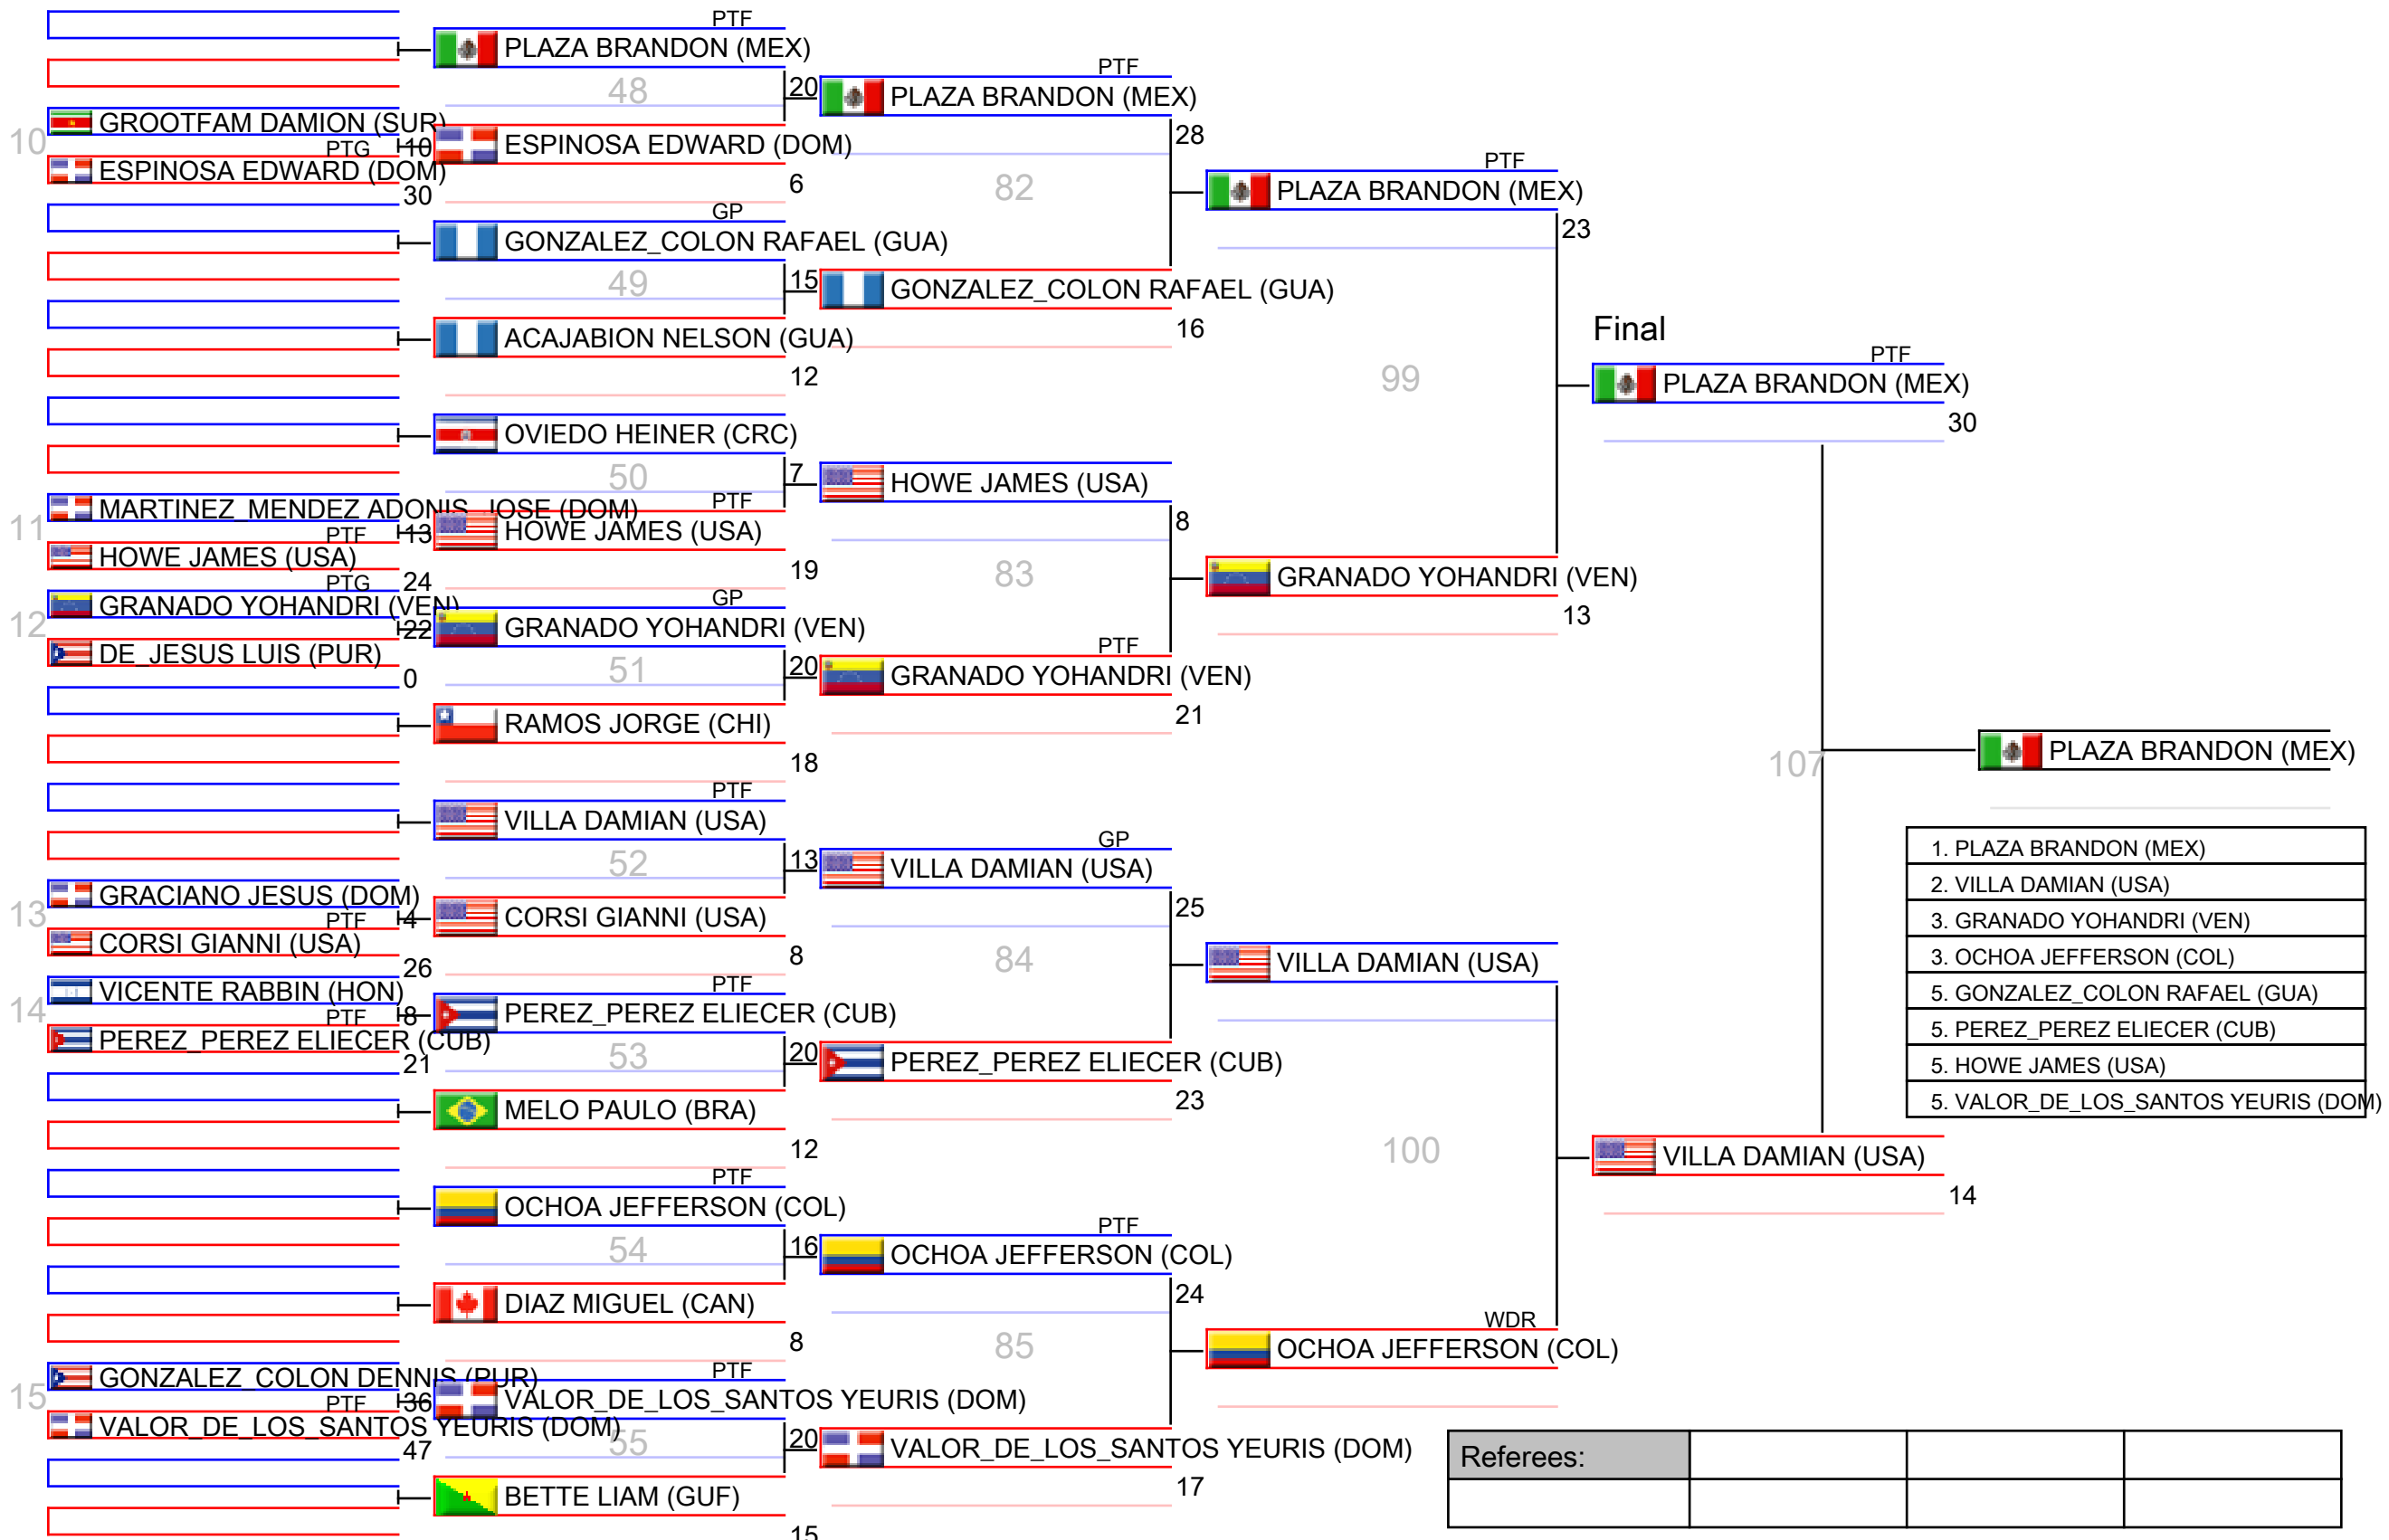 PTF
PLAZA BRANDON (MEX)
48
20
10
GROOTFAM DAMION (SUR)
10
PTG
ESPINOSA EDWARD (DOM)
30
ESPINOSA EDWARD (DOM)
6
GP
GONZALEZ_COLON RAFAEL (GUA)
49
15
ACAJABION NELSON (GUA)
12
OVIEDO HEINER (CRC)
50
7
11
MARTINEZ_MENDEZ ADONIS_JOSE (DOM)
13
PTF
HOWE JAMES (USA)
24
PTF
HOWE JAMES (USA)
19
12
PTG
GRANADO YOHANDRI (VEN)
22
DE_JESUS LUIS (PUR)
0
GP
GRANADO YOHANDRI (VEN)
51
20
RAMOS JORGE (CHI)
18
PTF
VILLA DAMIAN (USA)
52
13
13
GRACIANO JESUS (DOM)
4
PTF
CORSI GIANNI (USA)
26
CORSI GIANNI (USA)
8
14
VICENTE RABBIN (HON)
8
PTF
PEREZ_PEREZ ELIECER (CUB)
21
PTF
PEREZ_PEREZ ELIECER (CUB)
53
20
MELO PAULO (BRA)
12
PTF
OCHOA JEFFERSON (COL)
54
16
DIAZ MIGUEL (CAN)
8
15
GONZALEZ_COLON DENNIS (PUR)
36
PTF
VALOR_DE_LOS_SANTOS YEURIS (DOM)
47
PTF
VALOR_DE_LOS_SANTOS YEURIS (DOM)
55
20
BETTE LIAM (GUF)
15
PTF
PLAZA BRANDON (MEX)
28
82
GONZALEZ_COLON RAFAEL (GUA)
16
HOWE JAMES (USA)
8
83
PTF
GRANADO YOHANDRI (VEN)
21
GP
VILLA DAMIAN (USA)
25
84
PEREZ_PEREZ ELIECER (CUB)
23
PTF
OCHOA JEFFERSON (COL)
24
85
VALOR_DE_LOS_SANTOS YEURIS (DOM)
17
PTF
PLAZA BRANDON (MEX)
23
99
GRANADO YOHANDRI (VEN)
13
VILLA DAMIAN (USA)
100
WDR
OCHOA JEFFERSON (COL)
Final
PTF
PLAZA BRANDON (MEX)
30
107
VILLA DAMIAN (USA)
14
PLAZA BRANDON (MEX)
1. PLAZA BRANDON (MEX)
2. VILLA DAMIAN (USA)
3. GRANADO YOHANDRI (VEN)
3. OCHOA JEFFERSON (COL)
5. GONZALEZ_COLON RAFAEL (GUA)
5. PEREZ_PEREZ ELIECER (CUB)
5. HOWE JAMES (USA)
5. VALOR_DE_LOS_SANTOS YEURIS (DOM)
Referees: